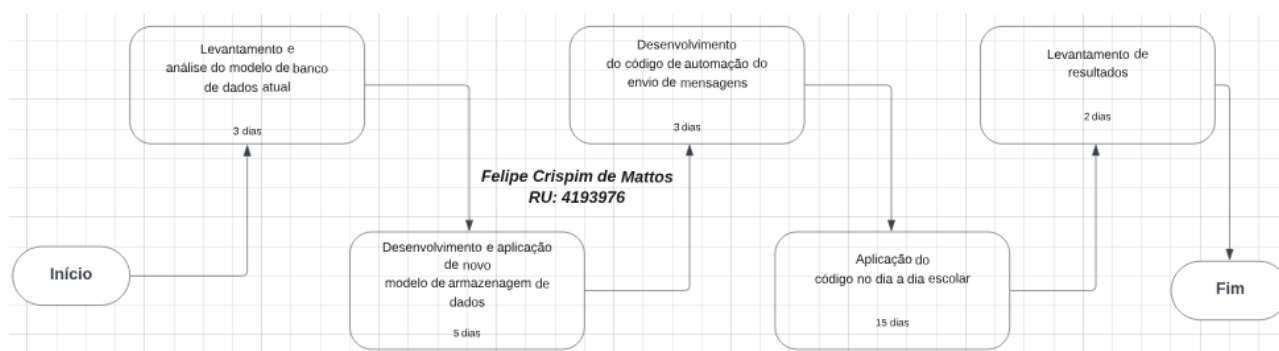 Início
Levantamento e
análise do modelo de banco
de dados atual
3 dias
Desenvolvimento e aplicação
de novo
modelo de armazenagem de
dados
5 dias
Felipe Crispim de Mattos
RU: 4193976
Desenvolvimento
do código de automação do
envio de mensagens
3 dias
Aplicação do
código no dia a dia escolar
15 dias
Levantamento de
resultados
2 dias
Fim